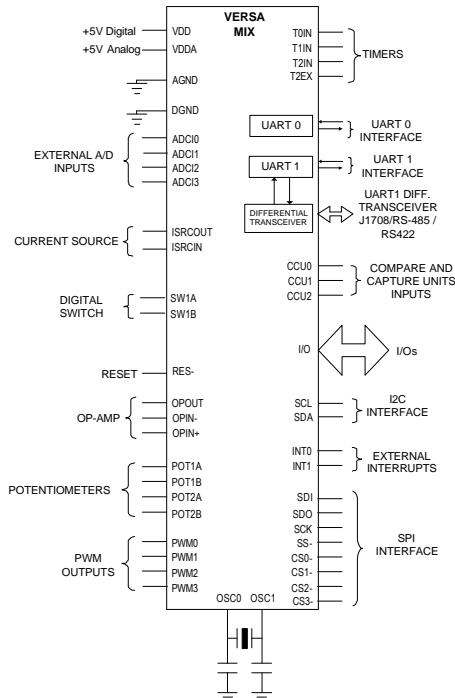 VERSA
MIX
+5V Digital
VDD
+5V Analog
VDDA
AGND
DGND
EXTERNAL A/D
INPUTS
ADCI0
ADCI1
ADCI2
ADCI3
CURRENT SOURCE
ISRCOUT
ISRCIN
DIGITAL
SWITCH
SW1A
SW1B
RESET
RES-
OP-AMP
OPOUT
OPIN-
OPIN+
POTENTIOMETERS
POT1A
POT1B
POT2A
POT2B
PWM
OUTPUTS
PWM0
PWM1
PWM2
PWM3
OSC0 OSC1
T0IN
T1IN
T2IN
T2EX
TIMERS
UART 0
UART 0
INTERFACE
UART 1
UART 1
INTERFACE
DIFFERENTIAL
TRANSCEIVER
UART1 DIFF.
TRANSCEIVER
J1708/RS-485 /
RS422
CCU0
CCU1
CCU2
COMPARE AND
CAPTURE UNITS
INPUTS
I/O
I/Os
SCL
SDA
I2C
INTERFACE
INT0
INT1
EXTERNAL
INTERRUPTS
SDI
SDO
SCK
SS-
CS0-
CS1-
CS2-
CS3-
SPI
INTERFACE